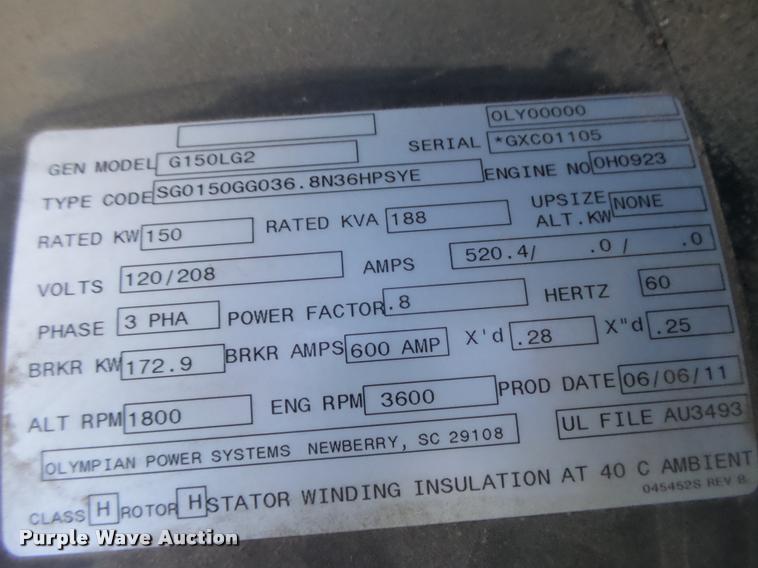 OLY00000
GEN MODEL G150LG2 SERIAL *GXC01105
TYPE CODE SG0150GG036.8N36HPSYE ENGINE NO 0H0923
RATED KW 150 RATED KVA 188 UPSIZE ALT.KW NONE
VOLTS 120/208 AMPS 520.4/ .0/ .0
PHASE 3 PHA POWER FACTOR .8 HERTZ 60
BRKR KW 172.9 BRKR AMPS 600 AMP X'd .28 X"d .25
ALT RPM 1800 ENG RPM 3600 PROD DATE 06/06/11
OLYMPIAN POWER SYSTEMS NEWBERRY, SC 29108 UL FILE AU3493
CLASS H ROTOR H STATOR WINDING INSULATION AT 40 C AMBIENT
045452S REV B
Purple Wave Auction